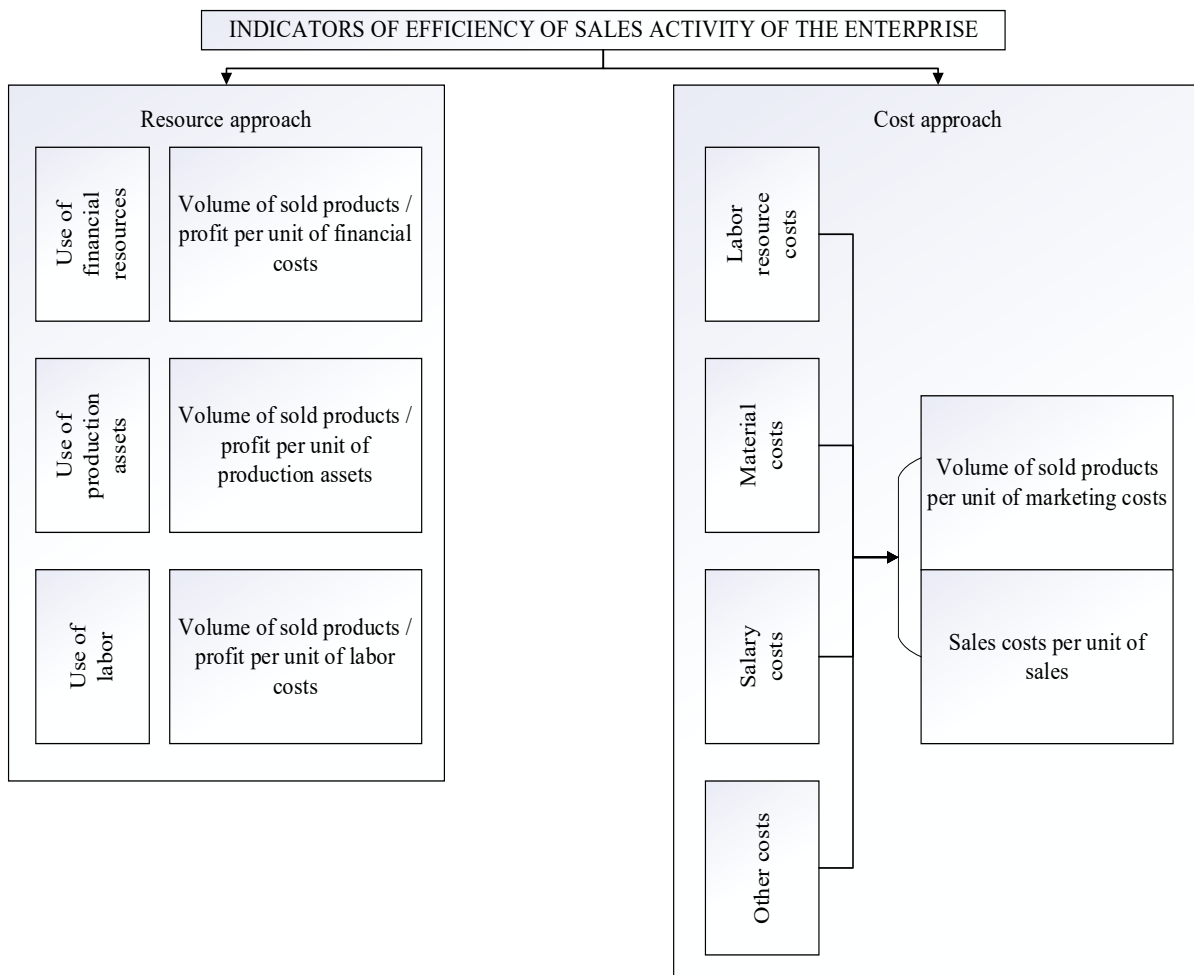 INDICATORS OF EFFICIENCY OF SALES ACTIVITY OF THE ENTERPRISE
Resource approach
Use of
financial
resources
Volume of sold products /
profit per unit of financial
costs
Use of
production
assets
Volume of sold products /
profit per unit of
production assets
Use of
labor
Volume of sold products /
profit per unit of labor
costs
Cost approach
Labor
resource
costs
Material
costs
Salary
costs
Other costs
Volume of sold products
per unit of marketing costs
Sales costs per unit of
sales